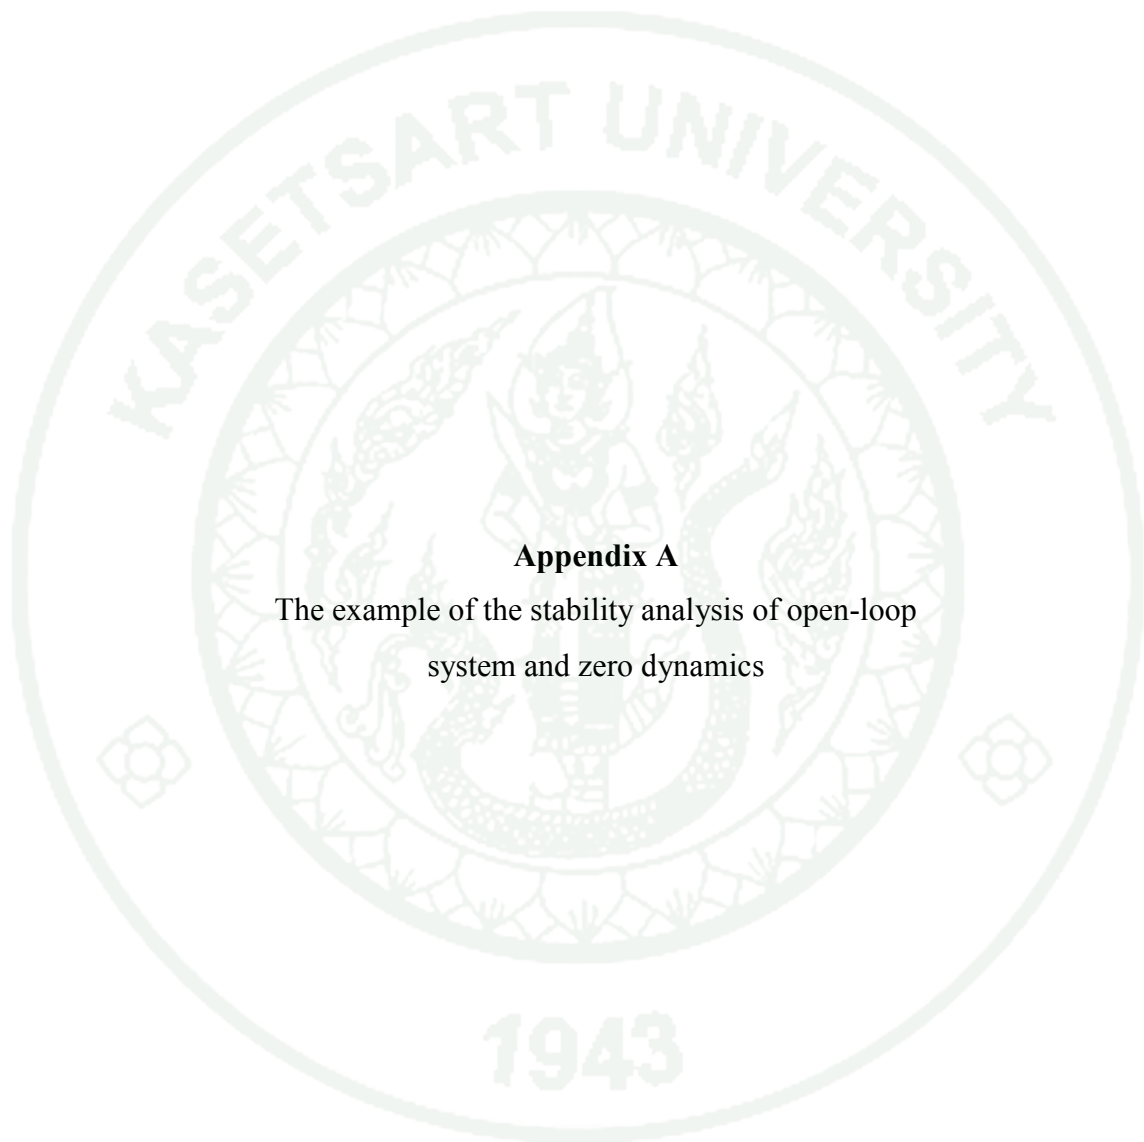 KASETSART UNIVERSITY
Appendix A
The example of the stability analysis of open-loop
system and zero dynamics
1943